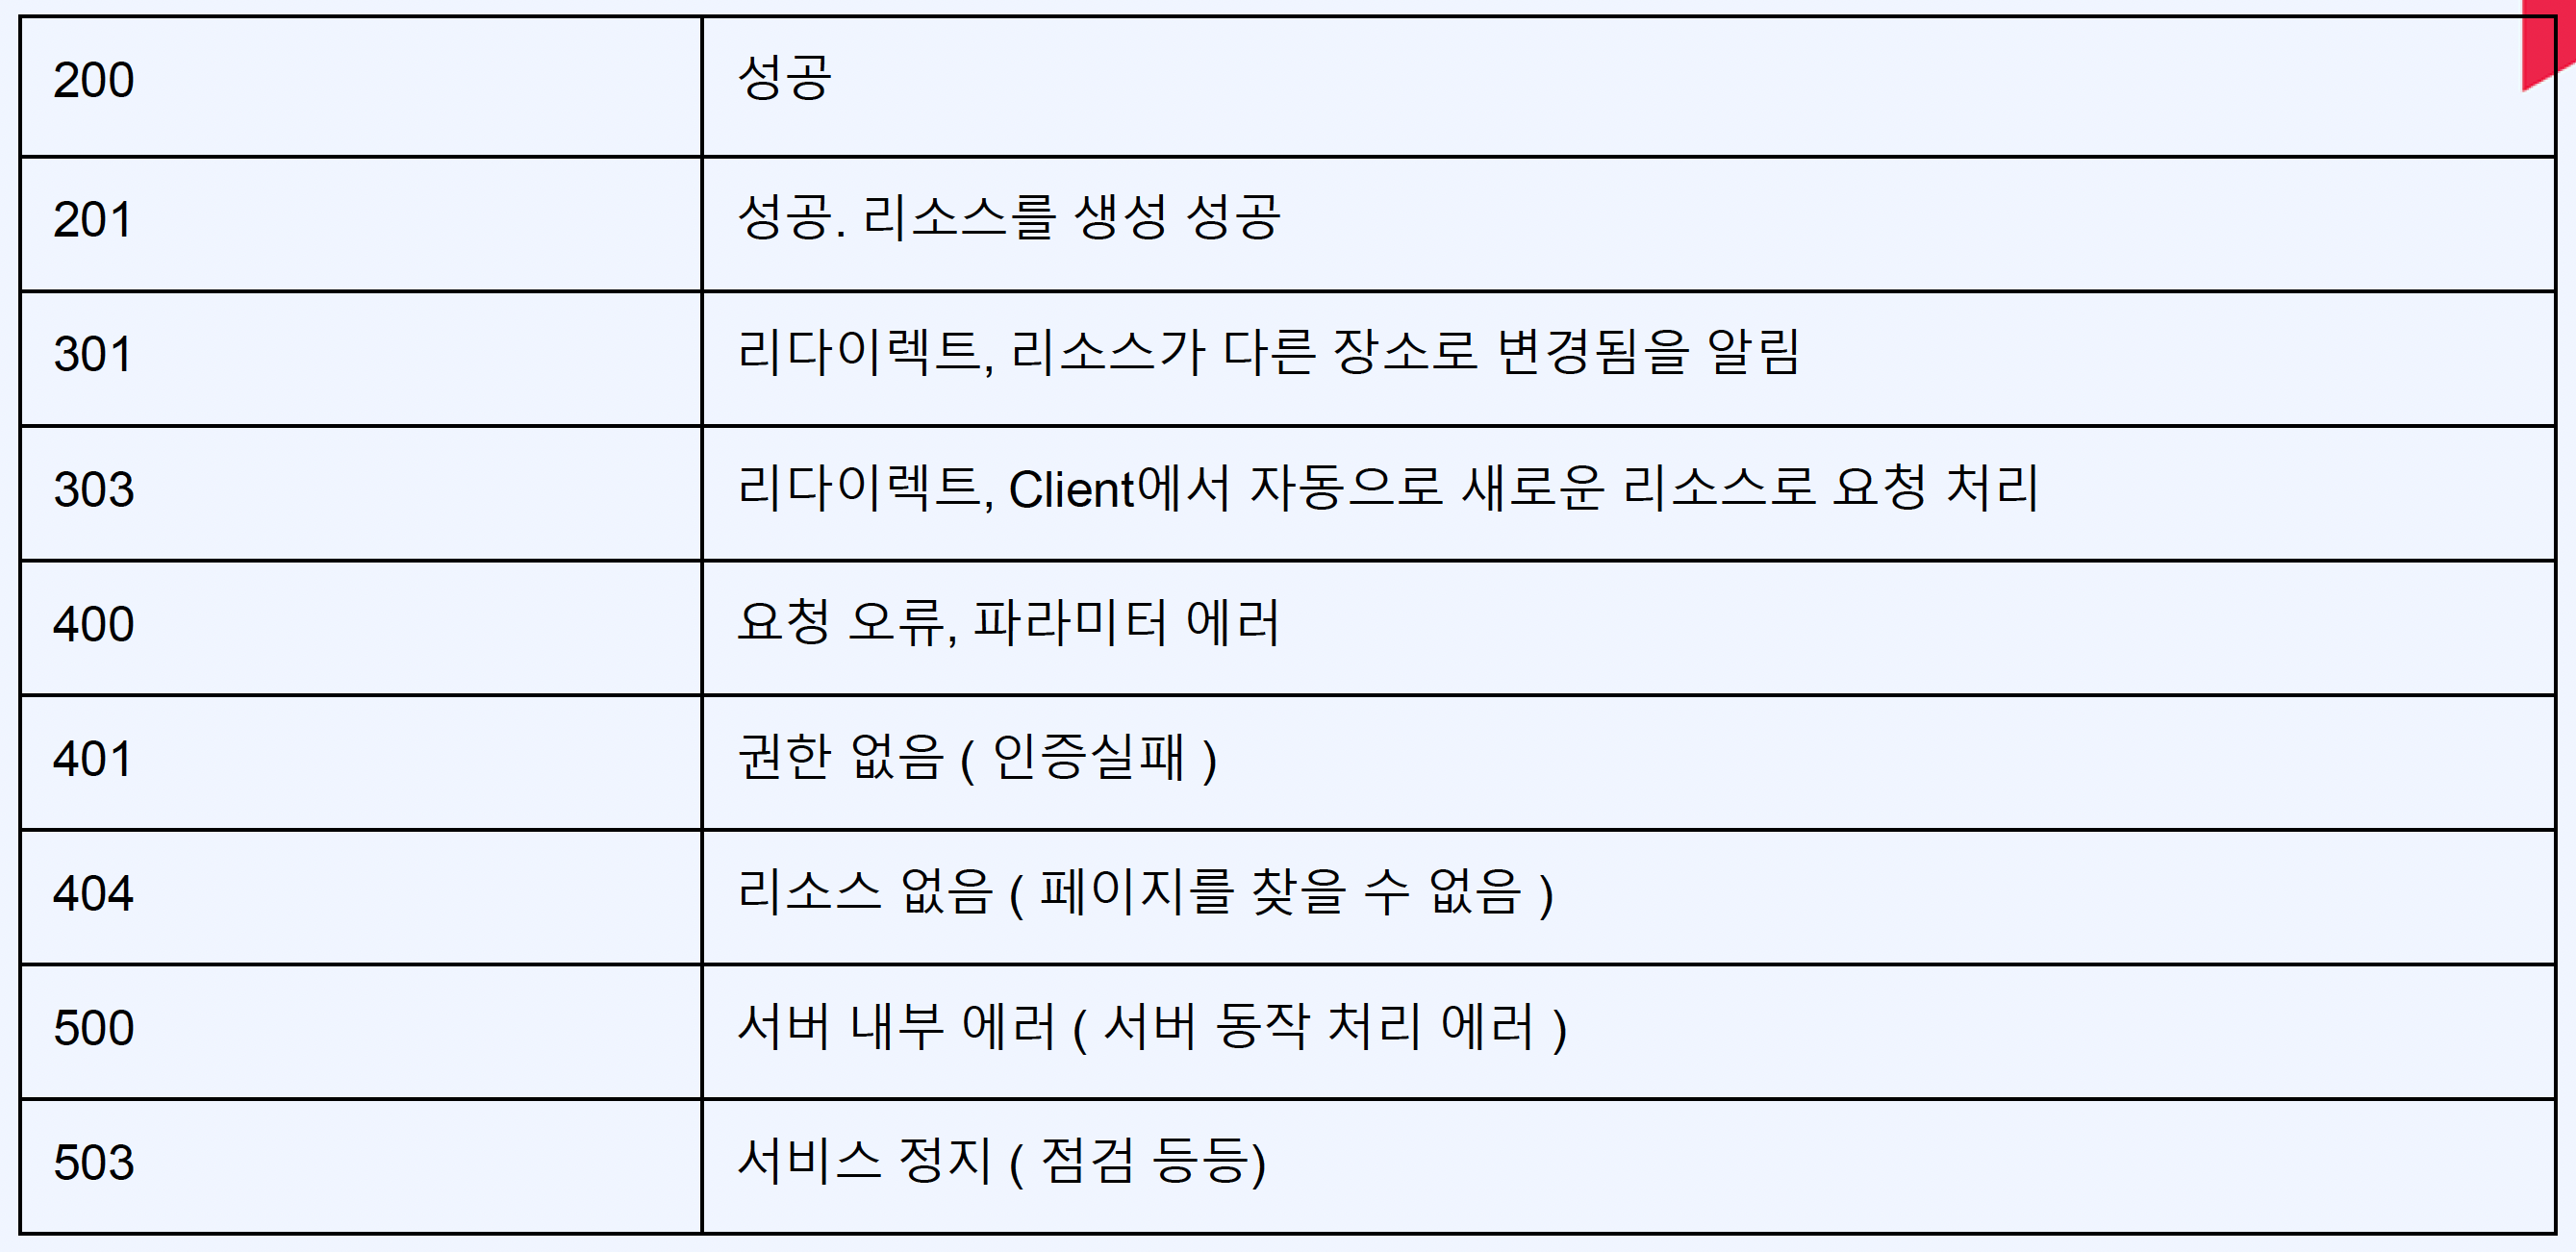 200 성공
201 성공. 리소스를 생성 성공
301 리다이렉트, 리소스가 다른 장소로 변경됨을 알림
303 리다이렉트, Client에서 자동으로 새로운 리소스로 요청 처리
400 요청 오류, 파라미터 에러
401 권한 없음 ( 인증실패 )
404 리소스 없음 ( 페이지를 찾을 수 없음 )
500 서버 내부 에러 ( 서버 동작 처리 에러 )
503 서비스 정지 ( 점검 등등)